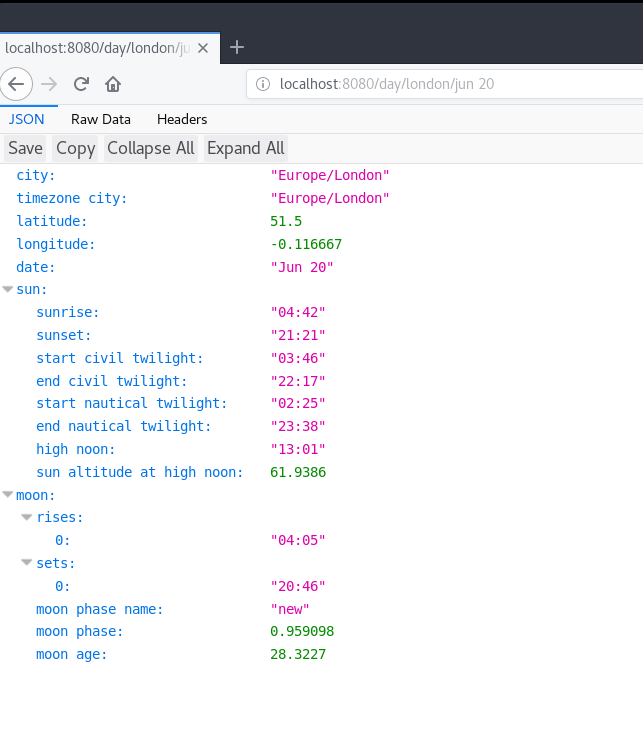 localhost:8080/day/london/ju
localhost:8080/day/london/jun 20
JSON Raw Data Headers
Save Copy Collapse All Expand All
city: "Europe/London"
timezone city: "Europe/London"
latitude: 51.5
longitude: -0.116667
date: "Jun 20"
sun:
sunrise: "04:42"
sunset: "21:21"
start civil twilight: "03:46"
end civil twilight: "22:17"
start nautical twilight: "02:25"
end nautical twilight: "23:38"
high noon: "13:01"
sun altitude at high noon: 61.9386
moon:
rises:
0: "04:05"
sets:
0: "20:46"
moon phase name: "new"
moon phase: 0.959098
moon age: 28.3227